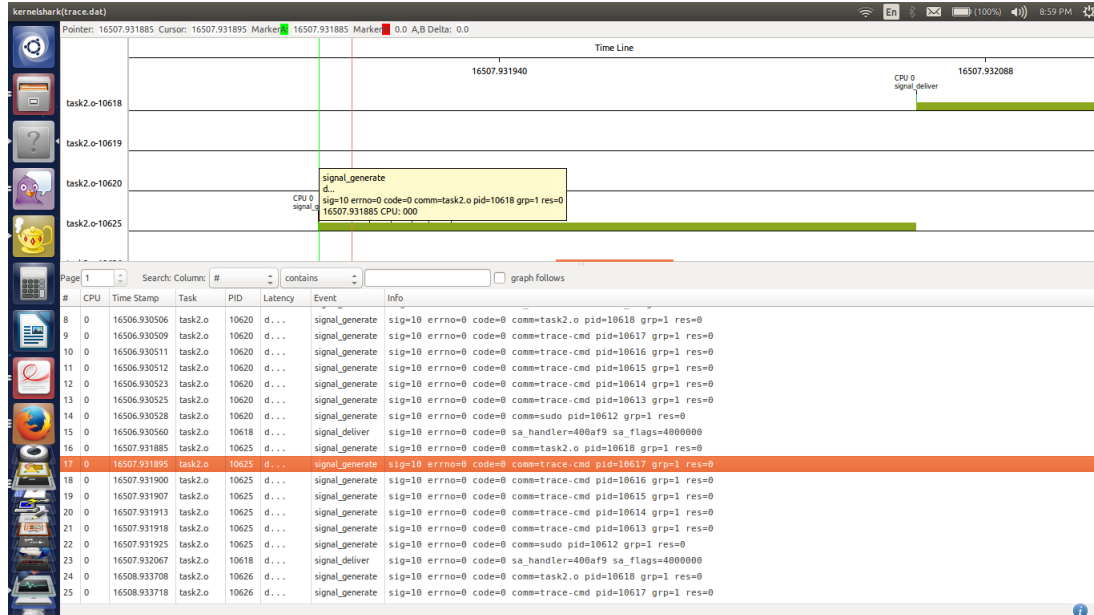 kernelshark(trace.dat)
En (100%) 8:59 PM
Pointer: 16507.931885 Cursor: 16507.931895 MarkerA: 16507.931885 Marker 0.0 A,B Delta: 0.0
Time Line
16507.931940 16507.932088
CPU 0
signal_deliver
task2.o-10618
task2.o-10619
signal_generate
d...
task2.o-10620
CPU 0
sig=10 errno=0 code=0 comm=task2.o pid=10618 grp=1 res=0
signal_g
16507.931885 CPU: 000
task2.o-10625
Page 1 Search: Column: # contains graph follows
# CPU Time Stamp Task PID Latency Event Info
8 0 16506.930506 task2.o 10620 d... signal_generate sig=10 errno=0 code=0 comm=task2.o pid=10618 grp=1 res=0
9 0 16506.930509 task2.o 10620 d... signal_generate sig=10 errno=0 code=0 comm=trace-cmd pid=10617 grp=1 res=0
10 0 16506.930511 task2.o 10620 d... signal_generate sig=10 errno=0 code=0 comm=trace-cmd pid=10616 grp=1 res=0
11 0 16506.930512 task2.o 10620 d... signal_generate sig=10 errno=0 code=0 comm=trace-cmd pid=10615 grp=1 res=0
12 0 16506.930523 task2.o 10620 d... signal_generate sig=10 errno=0 code=0 comm=trace-cmd pid=10614 grp=1 res=0
13 0 16506.930525 task2.o 10620 d... signal_generate sig=10 errno=0 code=0 comm=trace-cmd pid=10613 grp=1 res=0
14 0 16506.930528 task2.o 10620 d... signal_generate sig=10 errno=0 code=0 comm=sudo pid=10612 grp=1 res=0
15 0 16506.930560 task2.o 10618 d... signal_deliver sig=10 errno=0 code=0 sa_handler=400af9 sa_flags=4000000
16 0 16507.931885 task2.o 10625 d... signal_generate sig=10 errno=0 code=0 comm=task2.o pid=10618 grp=1 res=0
17 0 16507.931895 task2.o 10625 d... signal_generate sig=10 errno=0 code=0 comm=trace-cmd pid=10617 grp=1 res=0
18 0 16507.931900 task2.o 10625 d... signal_generate sig=10 errno=0 code=0 comm=trace-cmd pid=10616 grp=1 res=0
19 0 16507.931907 task2.o 10625 d... signal_generate sig=10 errno=0 code=0 comm=trace-cmd pid=10615 grp=1 res=0
20 0 16507.931913 task2.o 10625 d... signal_generate sig=10 errno=0 code=0 comm=trace-cmd pid=10614 grp=1 res=0
21 0 16507.931918 task2.o 10625 d... signal_generate sig=10 errno=0 code=0 comm=trace-cmd pid=10613 grp=1 res=0
22 0 16507.931925 task2.o 10625 d... signal_generate sig=10 errno=0 code=0 comm=sudo pid=10612 grp=1 res=0
23 0 16507.932067 task2.o 10618 d... signal_deliver sig=10 errno=0 code=0 sa_handler=400af9 sa_flags=4000000
24 0 16508.933708 task2.o 10626 d... signal_generate sig=10 errno=0 code=0 comm=task2.o pid=10618 grp=1 res=0
25 0 16508.933718 task2.o 10626 d... signal_generate sig=10 errno=0 code=0 comm=trace-cmd pid=10617 grp=1 res=0